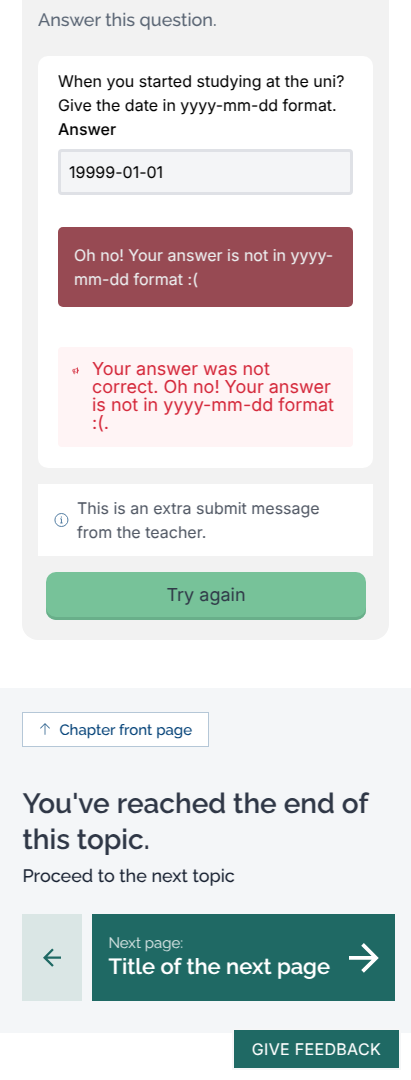 Answer this question.
When you started studying at the uni?
Give the date in yyyy-mm-dd format.
Answer
19999-01-01
Oh no! Your answer is not in yyyy-
mm-dd format :(
Your answer was not
correct. Oh no! Your answer
is not in yyyy-mm-dd format
:(.
This is an extra submit message
from the teacher.
Try again
Chapter front page
You've reached the end of
this topic.
Proceed to the next topic
Next page:
Title of the next page
GIVE FEEDBACK